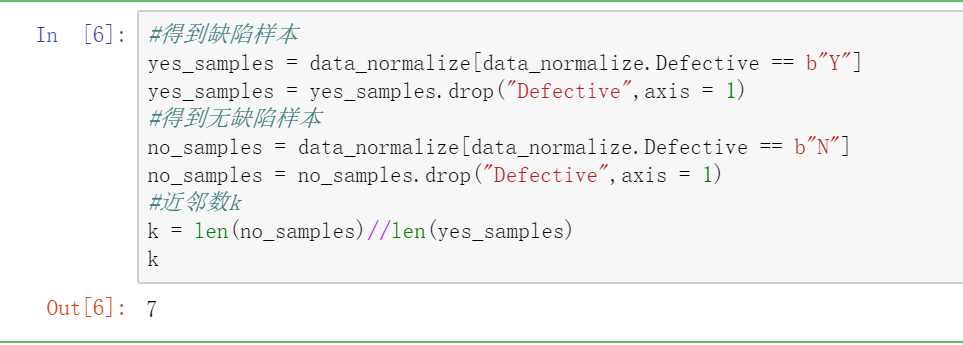 In [6]:
#得到缺陷样本
yes_samples = data_normalize[data_normalize.Defective == b"Y"]
yes_samples = yes_samples.drop("Defective",axis = 1)
#得到无缺陷样本
no_samples = data_normalize[data_normalize.Defective == b"N"]
no_samples = no_samples.drop("Defective",axis = 1)
#近邻数k
k = len(no_samples)//len(yes_samples)
k
Out[6]: 7